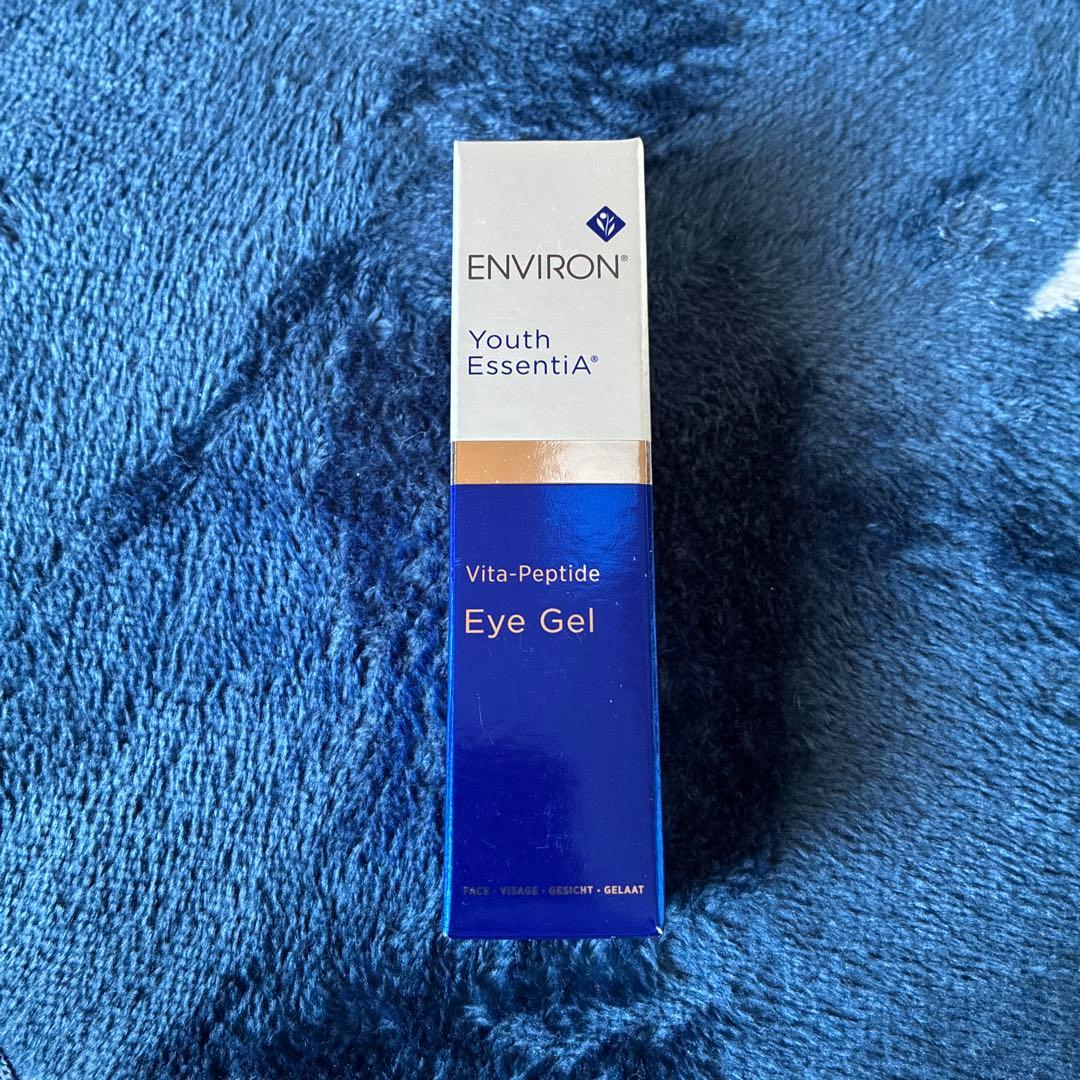 ENVIRON®
Youth
EssentiA®
Vita-Peptide
Eye Gel
FACE · VISAGE · GESICHT · GELAAT